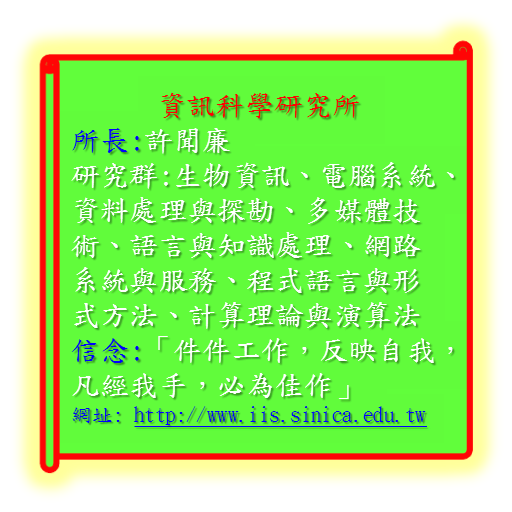 資訊科學研究所
所長:許聞廉
研究群:生物資訊、電腦系統、
資料處理與探勘、多媒體技
術、語言與知識處理、網路
系統與服務、程式語言與形
式方法、計算理論與演算法
信念:「件件工作，反映自我，
凡經我手，必為佳作」
網址: http://www.iis.sinica.edu.tw